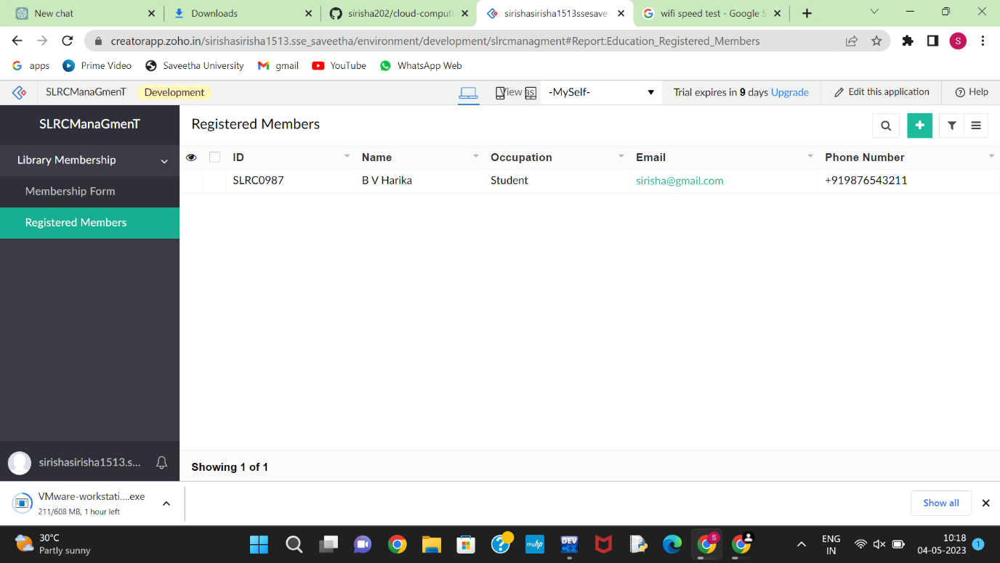 New chat
Downloads
sirisha202/cloud-computi
sirishasirisha1513ssesave
wifi speed test - Google S
creatorapp.zoho.in/sirishasirisha1513.sse_saveetha/environment/development/slrcmanagment#Report:Education_Registered_Members
S
apps
Prime Video
Saveetha University
gmail
YouTube
WhatsApp Web
SLRCManaGmenT
Development
View as
-MySelf-
Trial expires in 9 days Upgrade
Edit this application
Help
SLRCManaGmenT
Registered Members
Library Membership
Membership Form
Registered Members
ID Name Occupation Email Phone Number
SLRC0987 B V Harika Student sirisha@gmail.com +919876543211
sirishasirisha1513.s...
Showing 1 of 1
VMware-workstati....exe
211/608 MB, 1 hour left
Show all
30°C
Partly sunny
myhp
DEV
S
ENG
IN
10:18
04-05-2023
1